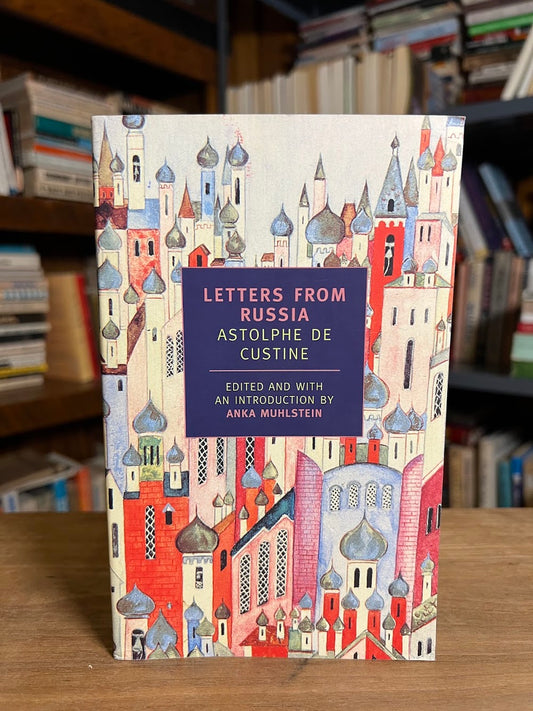 LETTERS FROM
RUSSIA
ASTOLPHE DE
CUSTINE
EDITED AND WITH
AN INTRODUCTION BY
ANKA MUHLSTEIN